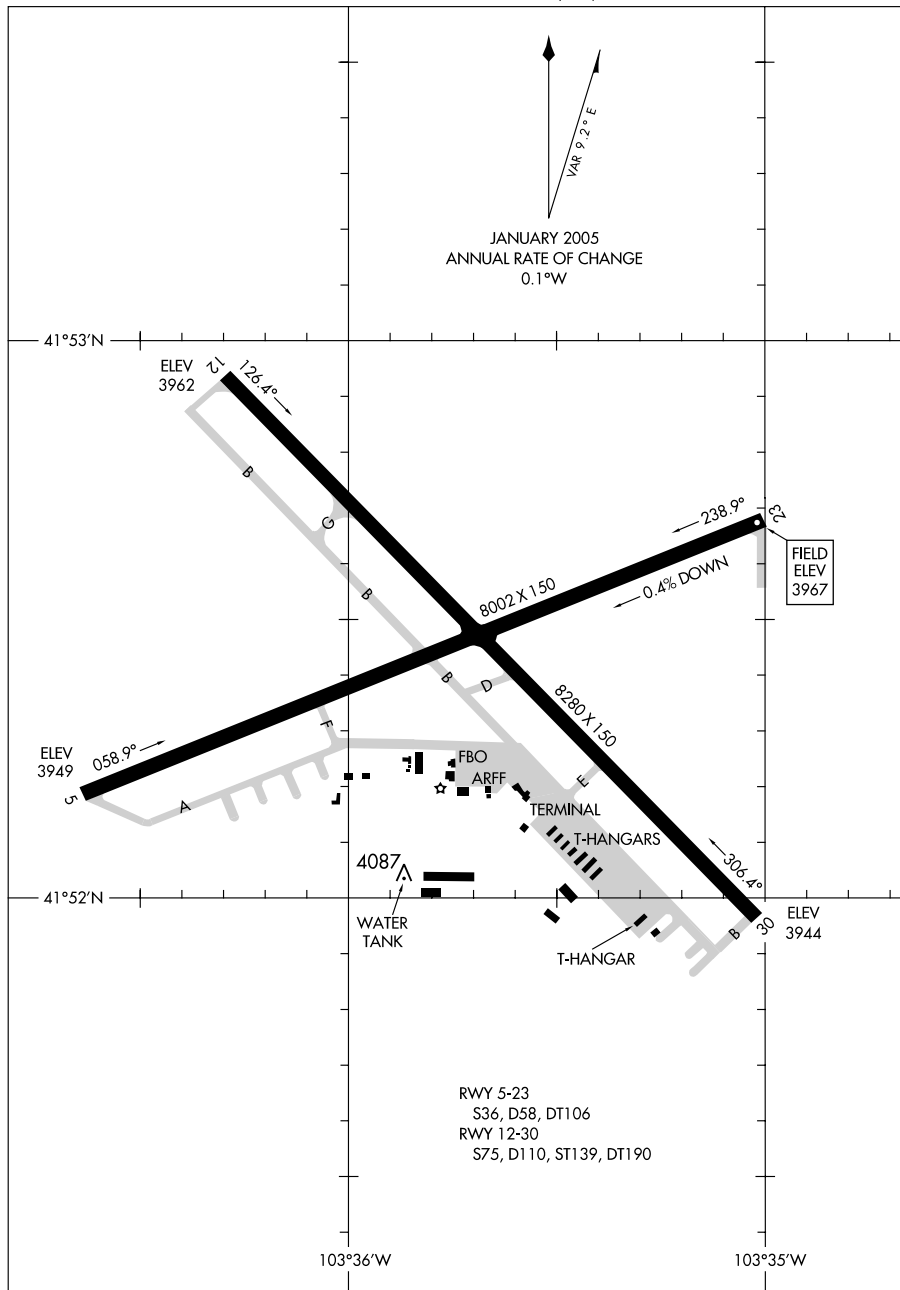 VAR 9.2° E
JANUARY 2005
ANNUAL RATE OF CHANGE
0.1°W
41°53'N
ELEV
3962
12
126.4°
B
G
B
238.9°
23
0.4% DOWN
FIELD
ELEV
3967
8002 X 150
B
D
8280 X 150
F
ELEV
3949
058.9°
5
A
FBO
ARFF
E
TERMINAL
T-HANGARS
4087
WATER
TANK
306.4°
41°52'N
B
30
ELEV
3944
T-HANGAR
RWY 5-23
S36, D58, DT106
RWY 12-30
S75, D110, ST139, DT190
103°36'W
103°35'W